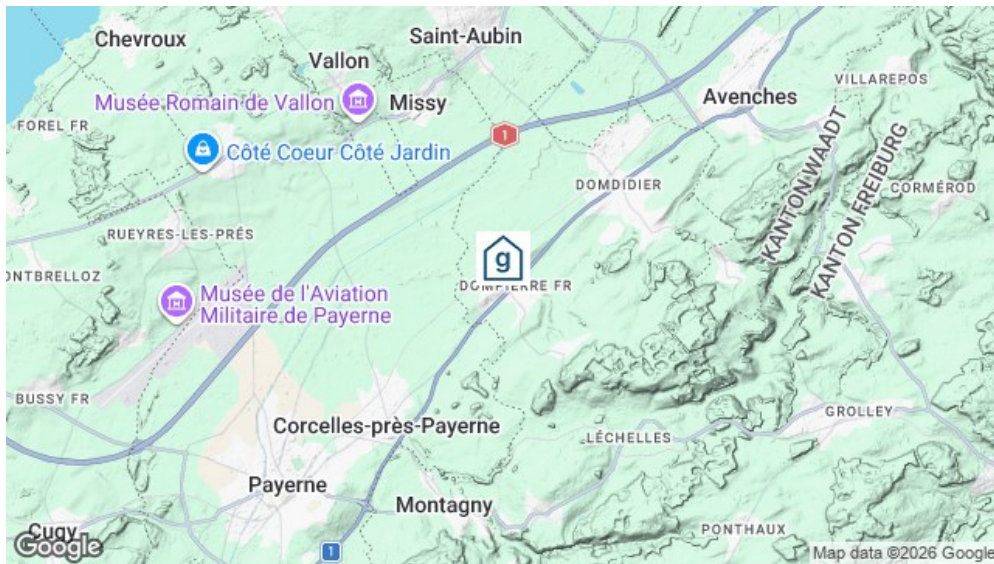 Chevroux
Saint-Aubin
Vallon
Musée Romain de Vallon
Missy
VILLAREPOS
Avenches
FOREL FR
1
Côté Coeur Côté Jardin
DOMDIDIER
KANTON WAADT
KANTON FREIBURG
CORMÉROD
RUEYRES-LES-PRÉS
g
ONTBRELLOZ
DOMPIERRE FR
Musée de l'Aviation
Militaire de Payerne
BUSSY FR
GROLLEY
Corcelles-près-Payerne
LÉCHELLES
Payerne
Montagny
PONTHAUX
Cugy
Google
1
Map data ©2026 Google